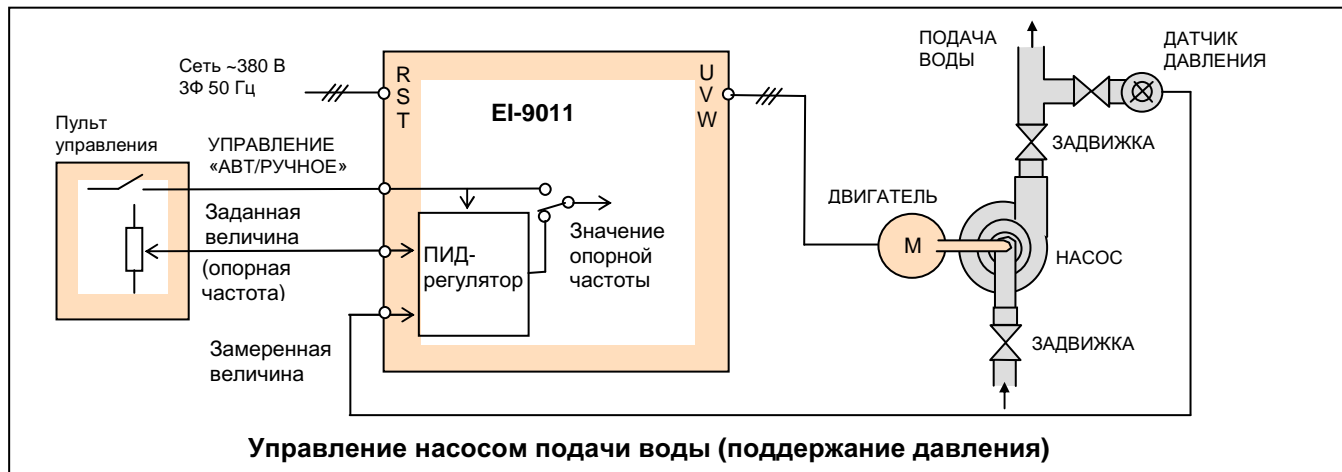 Сеть ~380 В
3Ф 50 Гц
R
S
T
EI-9011
U
V
W
Пульт
управления
УПРАВЛЕНИЕ
«АВТ/РУЧНОЕ»
Заданная
величина
(опорная
частота)
ПИД-
регулятор
Значение
опорной
частоты
Замеренная
величина
ПОДАЧА
ВОДЫ
ДАТЧИК
ДАВЛЕНИЯ
ЗАДВИЖКА
ДВИГАТЕЛЬ
М
НАСОС
ЗАДВИЖКА
Управление насосом подачи воды (поддержание давления)